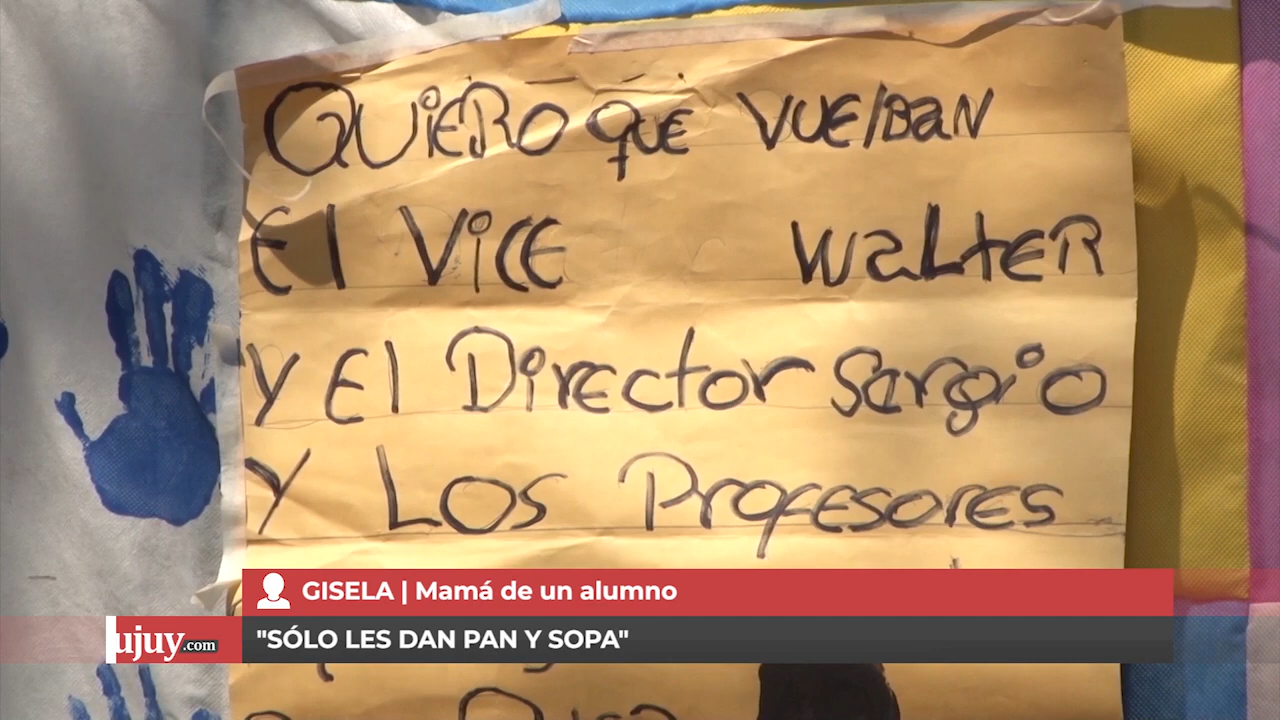 QUiERO QUE VUElBaN
El ViCE WaLtER
Y El Director Sergio
Y Los Profesores
GISELA | Mamá de un alumno
"SÓLO LES DAN PAN Y SOPA"
Jujuy.com